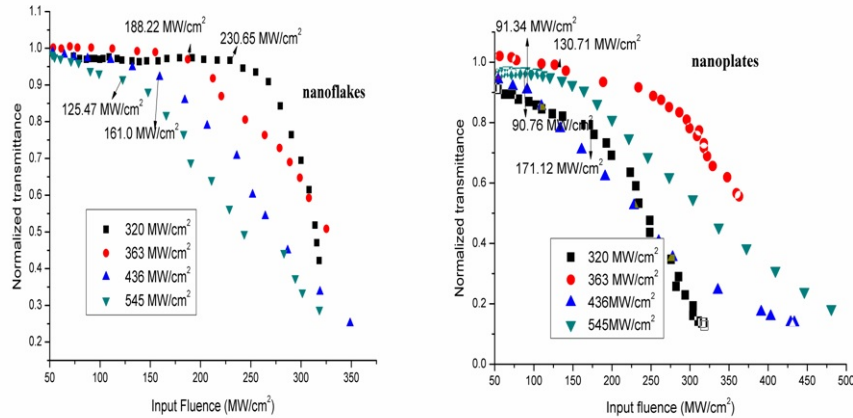 188.22 MW/cm²
230.65 MW/cm²
nanoflakes
125.47 MW/cm²
161.0 MW/cm²
Normalized transmittance
1.1
1.0
0.9
0.8
0.7
0.6
0.5
0.4
0.3
0.2
320 MW/cm²
363 MW/cm²
436 MW/cm²
545 MW/cm²
50 100 150 200 250 300 350
Input Fluence (MW/cm²)
91.34 MW/cm²
130.71 MW/cm²
nanoplates
90.76 MW/cm²
171.12 MW/cm²
Normalized transmittance
1.0
0.8
0.6
0.4
0.2
0.0
320 MW/cm²
363 MW/cm²
436MW/cm²
545MW/cm²
50 100 150 200 250 300 350 400 450 500
Input fluence (MW/cm²)